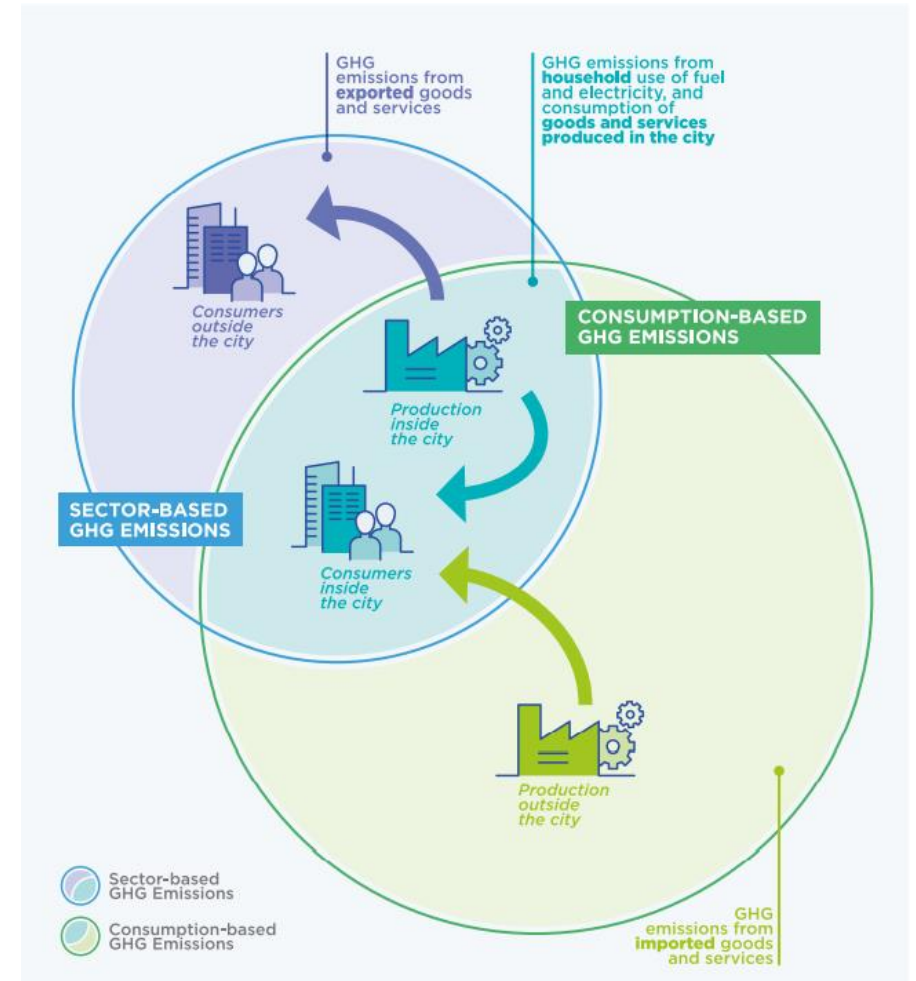 GHG
emissions from
exported goods
and services
GHG emissions from
household use of fuel
and electricity, and
consumption of
goods and services
produced in the city
Consumers
outside
the city
CONSUMPTION-BASED
GHG EMISSIONS
Production
inside
the city
SECTOR-BASED
GHG EMISSIONS
Consumers
inside
the city
Production
outside
the city
Sector-based
GHG Emissions
Consumption-based
GHG Emissions
GHG
emissions from
imported goods
and services